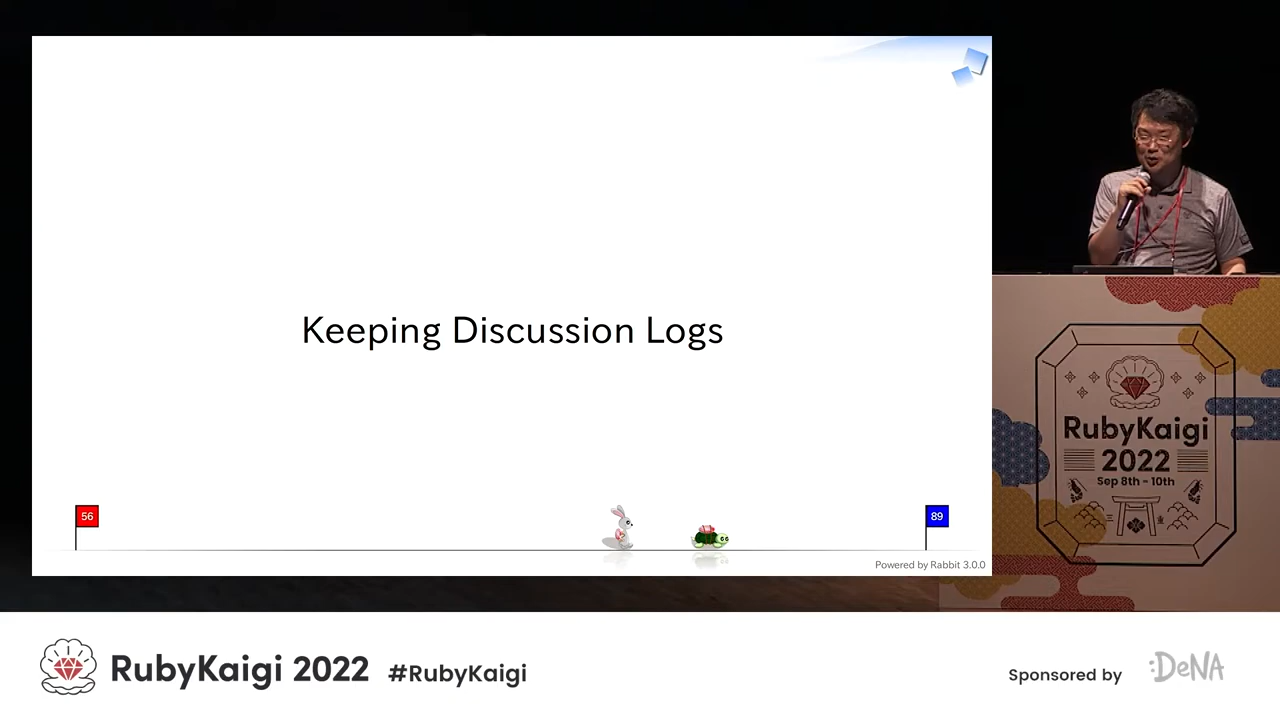 Keeping Discussion Logs
56
89
Powered by Rabbit 3.0.0
RubyKaigi
2022
Sep 8th - 10th
RubyKaigi 2022 #RubyKaigi
Sponsored by :DeNA